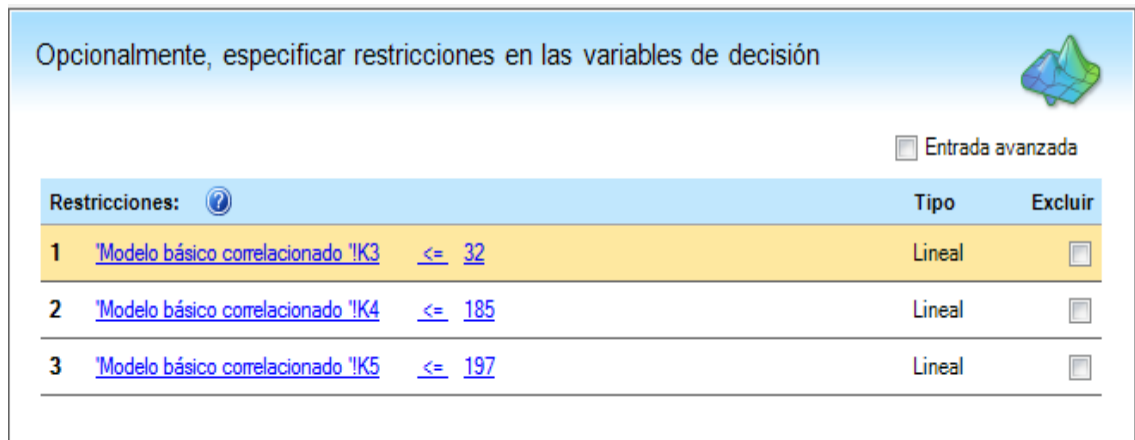 Opcionalmente, especificar restricciones en las variables de decisión
Entrada avanzada
Restricciones: ? Tipo Excluir
1 'Modelo básico correlacionado '!K3 <= 32 Lineal
2 'Modelo básico correlacionado '!K4 <= 185 Lineal
3 'Modelo básico correlacionado '!K5 <= 197 Lineal